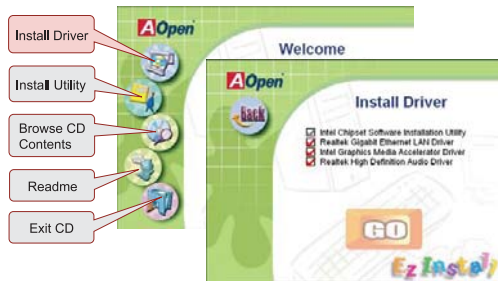 Install Driver
Install Utility
Browse CD
Contents
Readme
Exit CD
AOpen
Welcome
AOpen
Back
Install Driver
Intel Chipset Software Installation Utility
Realtek Gigabit Ethernet LAN Driver
Intel Graphics Media Accelerator Driver
Realtek High Definition Audio Driver
GO
Ez Install